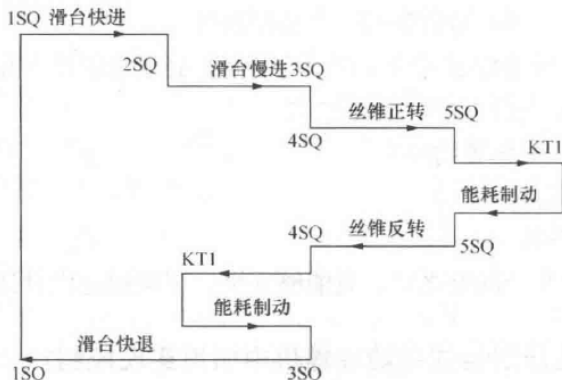 1SQ 滑台快进
2SQ
滑台慢进 3SQ
丝锥正转 5SQ
4SQ
KT1
能耗制动
4SQ 丝锥反转
5SQ
KT1
能耗制动
滑台快退
1SQ
3SQ